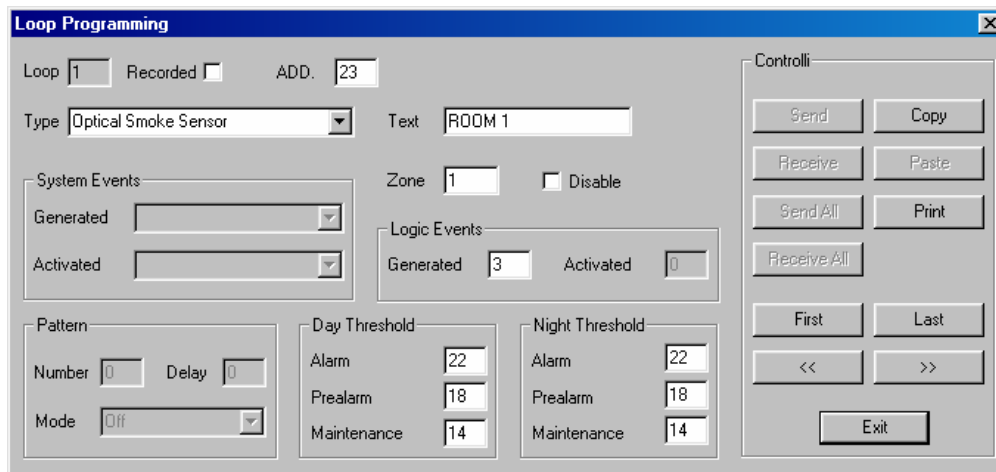 Loop Programming
Loop 1 Recorded ADD. 23
Type Optical Smoke Sensor Text ROOM 1
Zone 1 Disable
System Events
Generated
Activated
Logic Events
Generated 3 Activated 0
Pattern
Number 0 Delay 0
Mode Off
Day Threshold
Alarm 22
Prealarm 18
Maintenance 14
Night Threshold
Alarm 22
Prealarm 18
Maintenance 14
Controlli
Send Copy
Receive Paste
Send All Print
Receive All
First Last
<< >>
Exit